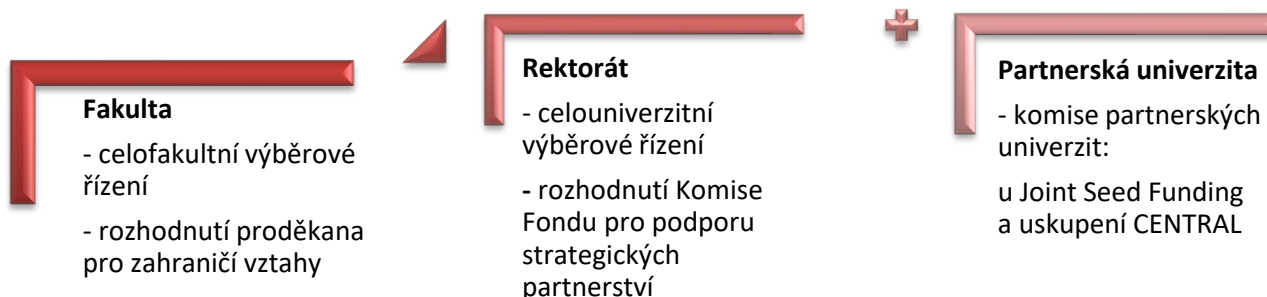 Fakulta
- celofakultní výběrové
řízení
- rozhodnutí proděkana
pro zahraničí vztahy
Rektorát
- celouniverzitní
výběrové řízení
- rozhodnutí Komise
Fondu pro podporu
strategických
partnerství
Partnerská univerzita
- komise partnerských
univerzit:
u Joint Seed Funding
a uskupení CENTRAL